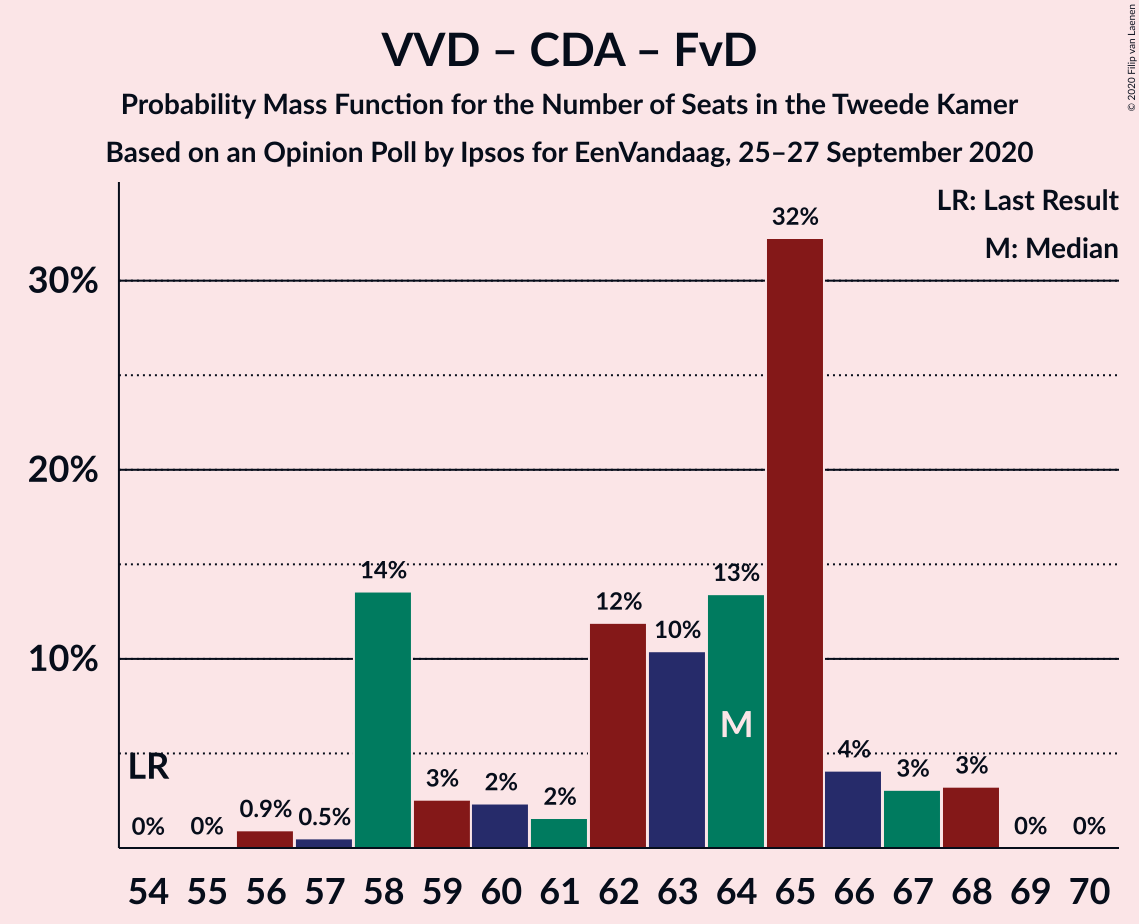 VVD – CDA – FvD
Probability Mass Function for the Number of Seats in the Tweede Kamer
Based on an Opinion Poll by Ipsos for EenVandaag, 25–27 September 2020
© 2020 Filip van Laenen
LR: Last Result
M: Median
30%
20%
10%
LR
M
0% 0% 0.9% 0.5% 14% 3% 2% 2% 12% 10% 13% 32% 4% 3% 3% 0% 0%
54 55 56 57 58 59 60 61 62 63 64 65 66 67 68 69 70